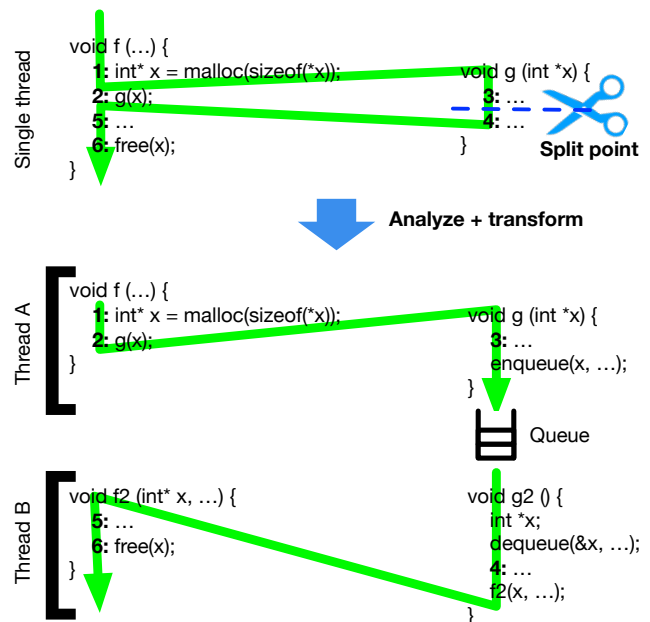 Single thread
void f (…) {
1: int* x = malloc(sizeof(*x));
2: g(x);
5: …
6: free(x);
}
void g (int *x) {
3: …
4: …
}
Split point
Analyze + transform
Thread A
void f (…) {
1: int* x = malloc(sizeof(*x));
2: g(x);
}
void g (int *x) {
3: …
enqueue(x, …);
}
Queue
Thread B
void f2 (int* x, …) {
5: …
6: free(x);
}
void g2 () {
int *x;
dequeue(&x, …);
4: …
f2(x, …);
}